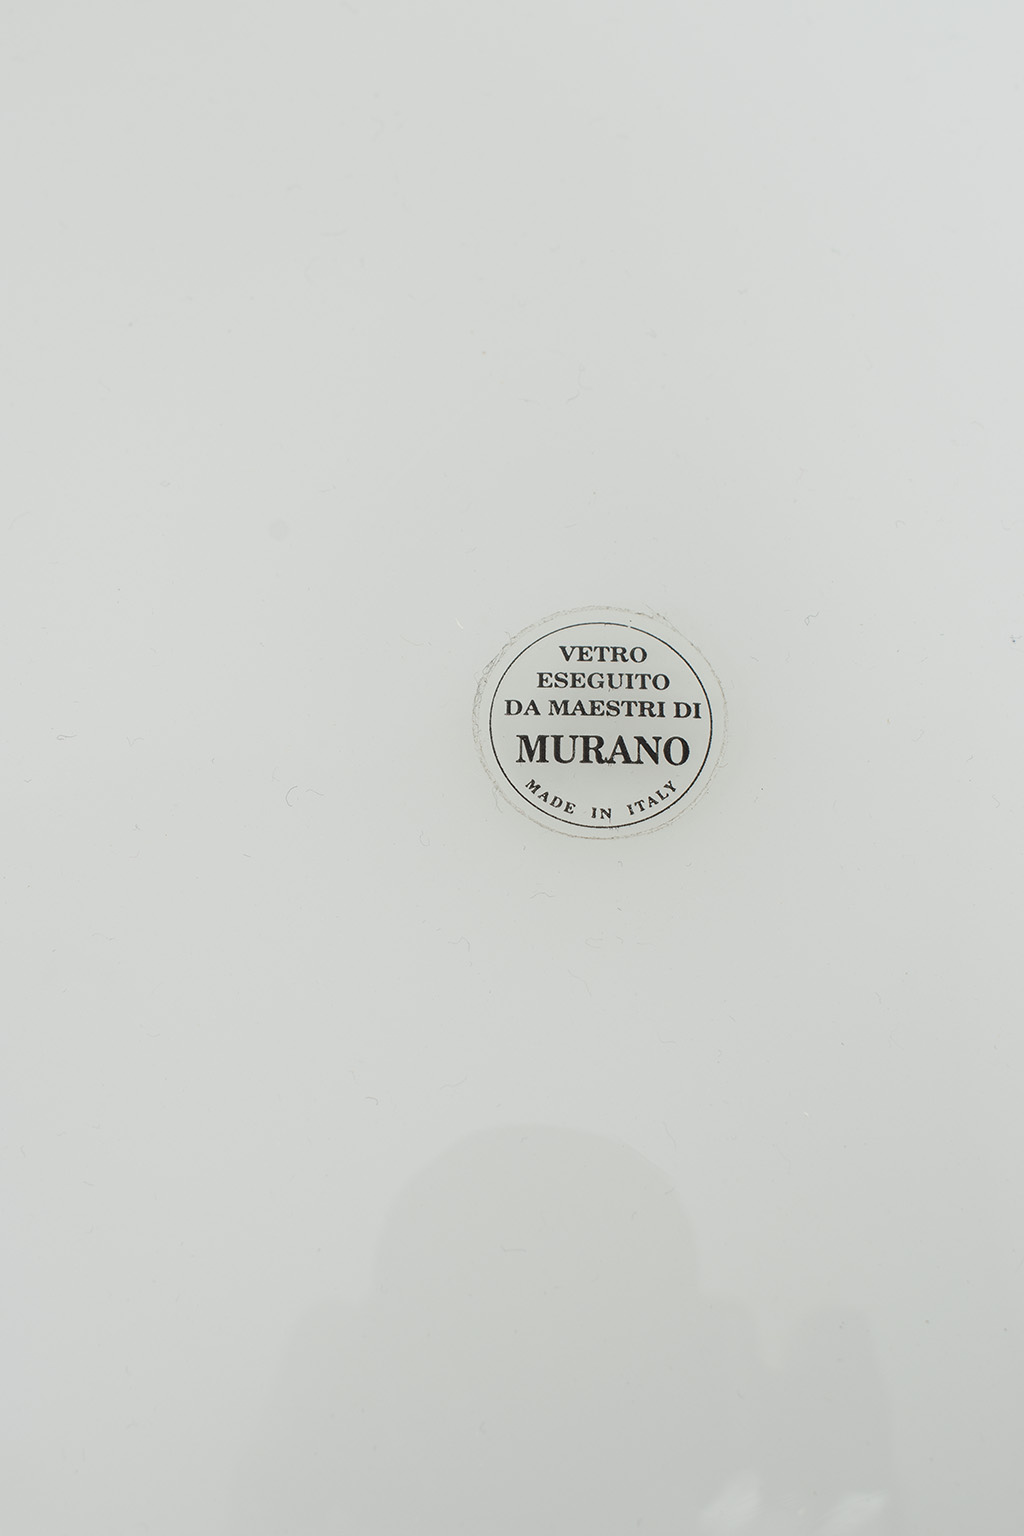 VETRO
ESEGUITO
DA MAESTRI DI
MURANO
MADE IN ITALY